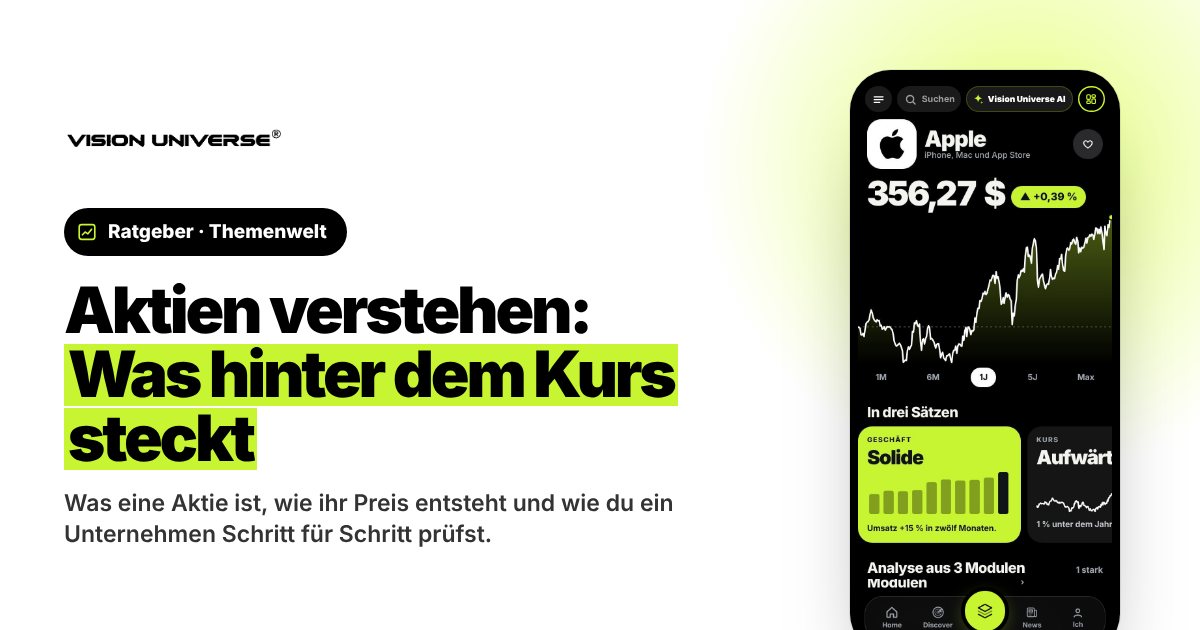 VISION UNIVERSE®
Ratgeber · Themenwelt
Aktien verstehen:
Was hinter dem Kurs
steckt
Was eine Aktie ist, wie ihr Preis entsteht und wie du ein
Unternehmen Schritt für Schritt prüfst.
Suchen
Vision Universe AI
Apple
iPhone, Mac und App Store
356,27 $
▲ +0,39 %
1M 6M 1J 5J Max
In drei Sätzen
GESCHÄFT
Solide
Umsatz +15 % in zwölf Monaten.
KURS
Aufwärt
1 % unter dem Jahr
Analyse aus 3 Modulen
1 stark
Modulen
Home Discover News Ich